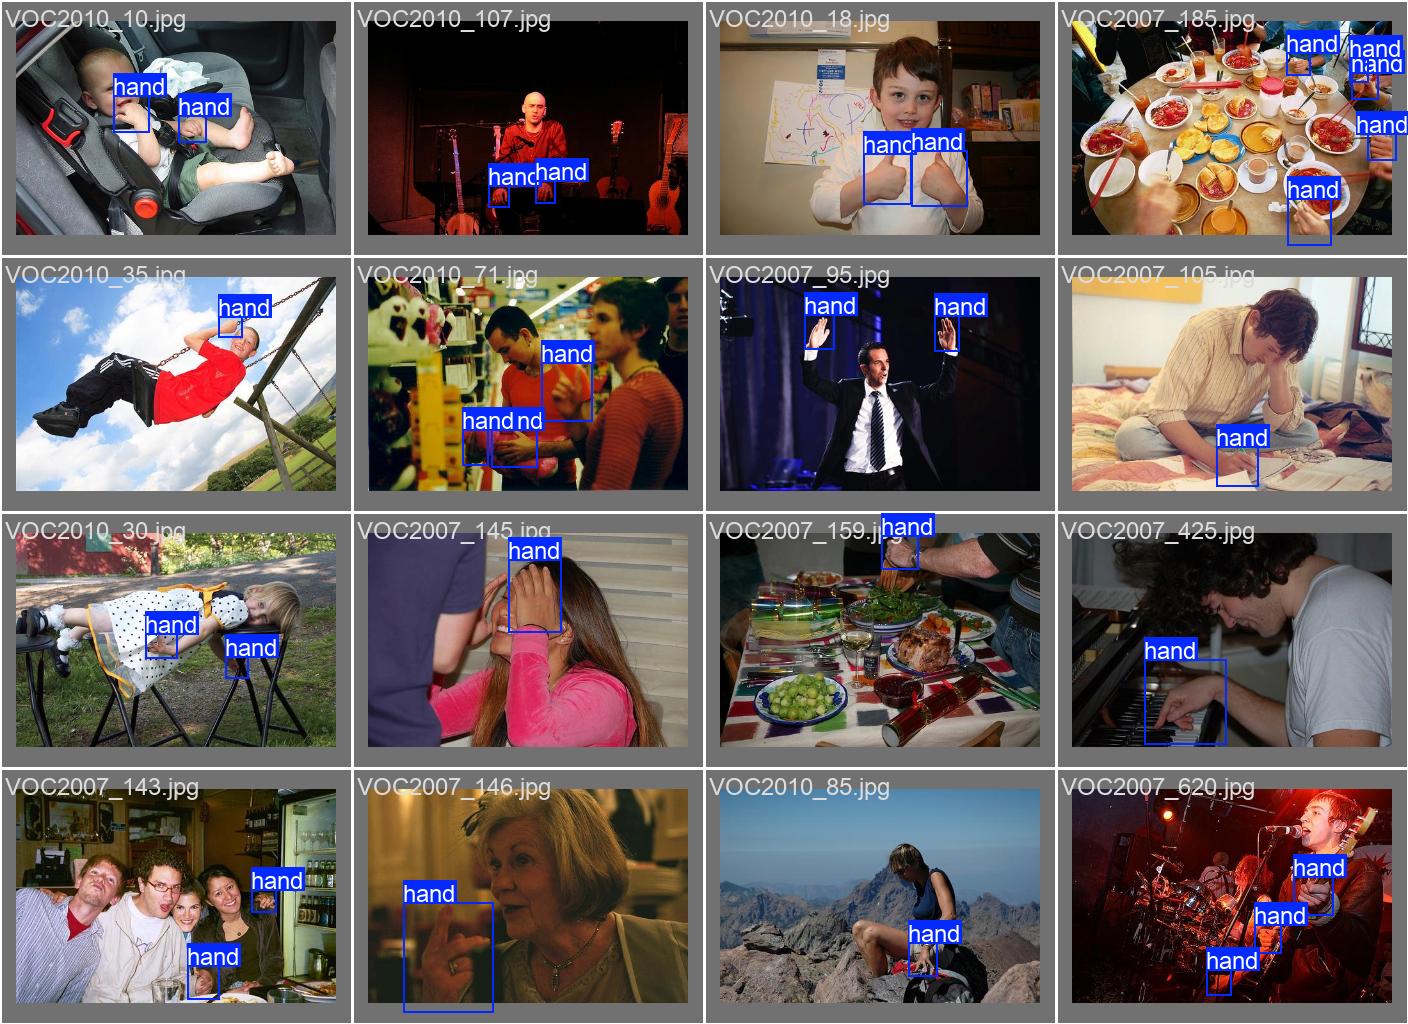 VOC2010_10.jpg
hand
hand
VOC2010_107.jpg
hand
hand
VOC2010_18.jpg
hand
hand
VOC2007_185.jpg
hand
hand
hand
hand
hand
VOC2010_35.jpg
hand
VOC2010_71.jpg
hand
hand nd
VOC2007_95.jpg
hand
hand
VOC2007_105.jpg
hand
VOC2010_30.jpg
hand
hand
VOC2007_145.jpg
hand
VOC2007_159.jpg
hand
VOC2007_425.jpg
hand
VOC2007_143.jpg
hand
hand
VOC2007_146.jpg
hand
VOC2010_85.jpg
hand
VOC2007_620.jpg
hand
hand
hand